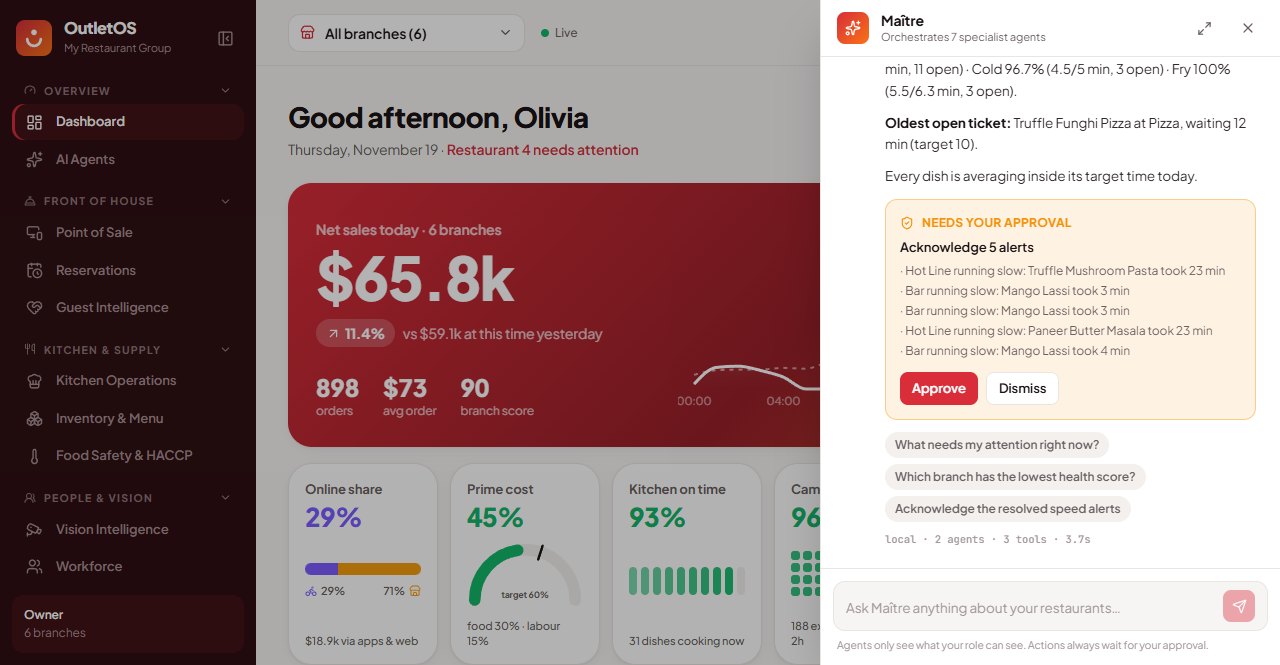 OutletOS
My Restaurant Group
OVERVIEW
Dashboard
AI Agents
FRONT OF HOUSE
Point of Sale
Reservations
Guest Intelligence
KITCHEN & SUPPLY
Kitchen Operations
Inventory & Menu
Food Safety & HACCP
PEOPLE & VISION
Vision Intelligence
Workforce
Owner
6 branches
All branches (6)
Live
Good afternoon, Olivia
Thursday, November 19 · Restaurant 4 needs attention
Net sales today · 6 branches
$65.8k
11.4% vs $59.1k at this time yesterday
898 $73 90
orders avg order branch score
00:00 04:00
Online share
29%
29% 71%
$18.9k via apps & web
Prime cost
45%
target 60%
food 30% · labour
15%
Kitchen on time
93%
31 dishes cooking now
Cam
96
188 ex
2h
Maître
Orchestrates 7 specialist agents
min, 11 open) · Cold 96.7% (4.5/5 min, 3 open) · Fry 100%
(5.5/6.3 min, 3 open).
Oldest open ticket: Truffle Funghi Pizza at Pizza, waiting 12
min (target 10).
Every dish is averaging inside its target time today.
NEEDS YOUR APPROVAL
Acknowledge 5 alerts
· Hot Line running slow: Truffle Mushroom Pasta took 23 min
· Bar running slow: Mango Lassi took 3 min
· Bar running slow: Mango Lassi took 3 min
· Hot Line running slow: Paneer Butter Masala took 23 min
· Bar running slow: Mango Lassi took 4 min
Approve Dismiss
What needs my attention right now?
Which branch has the lowest health score?
Acknowledge the resolved speed alerts
local · 2 agents · 3 tools · 3.7s
Ask Maître anything about your restaurants...
Agents only see what your role can see. Actions always wait for your approval.